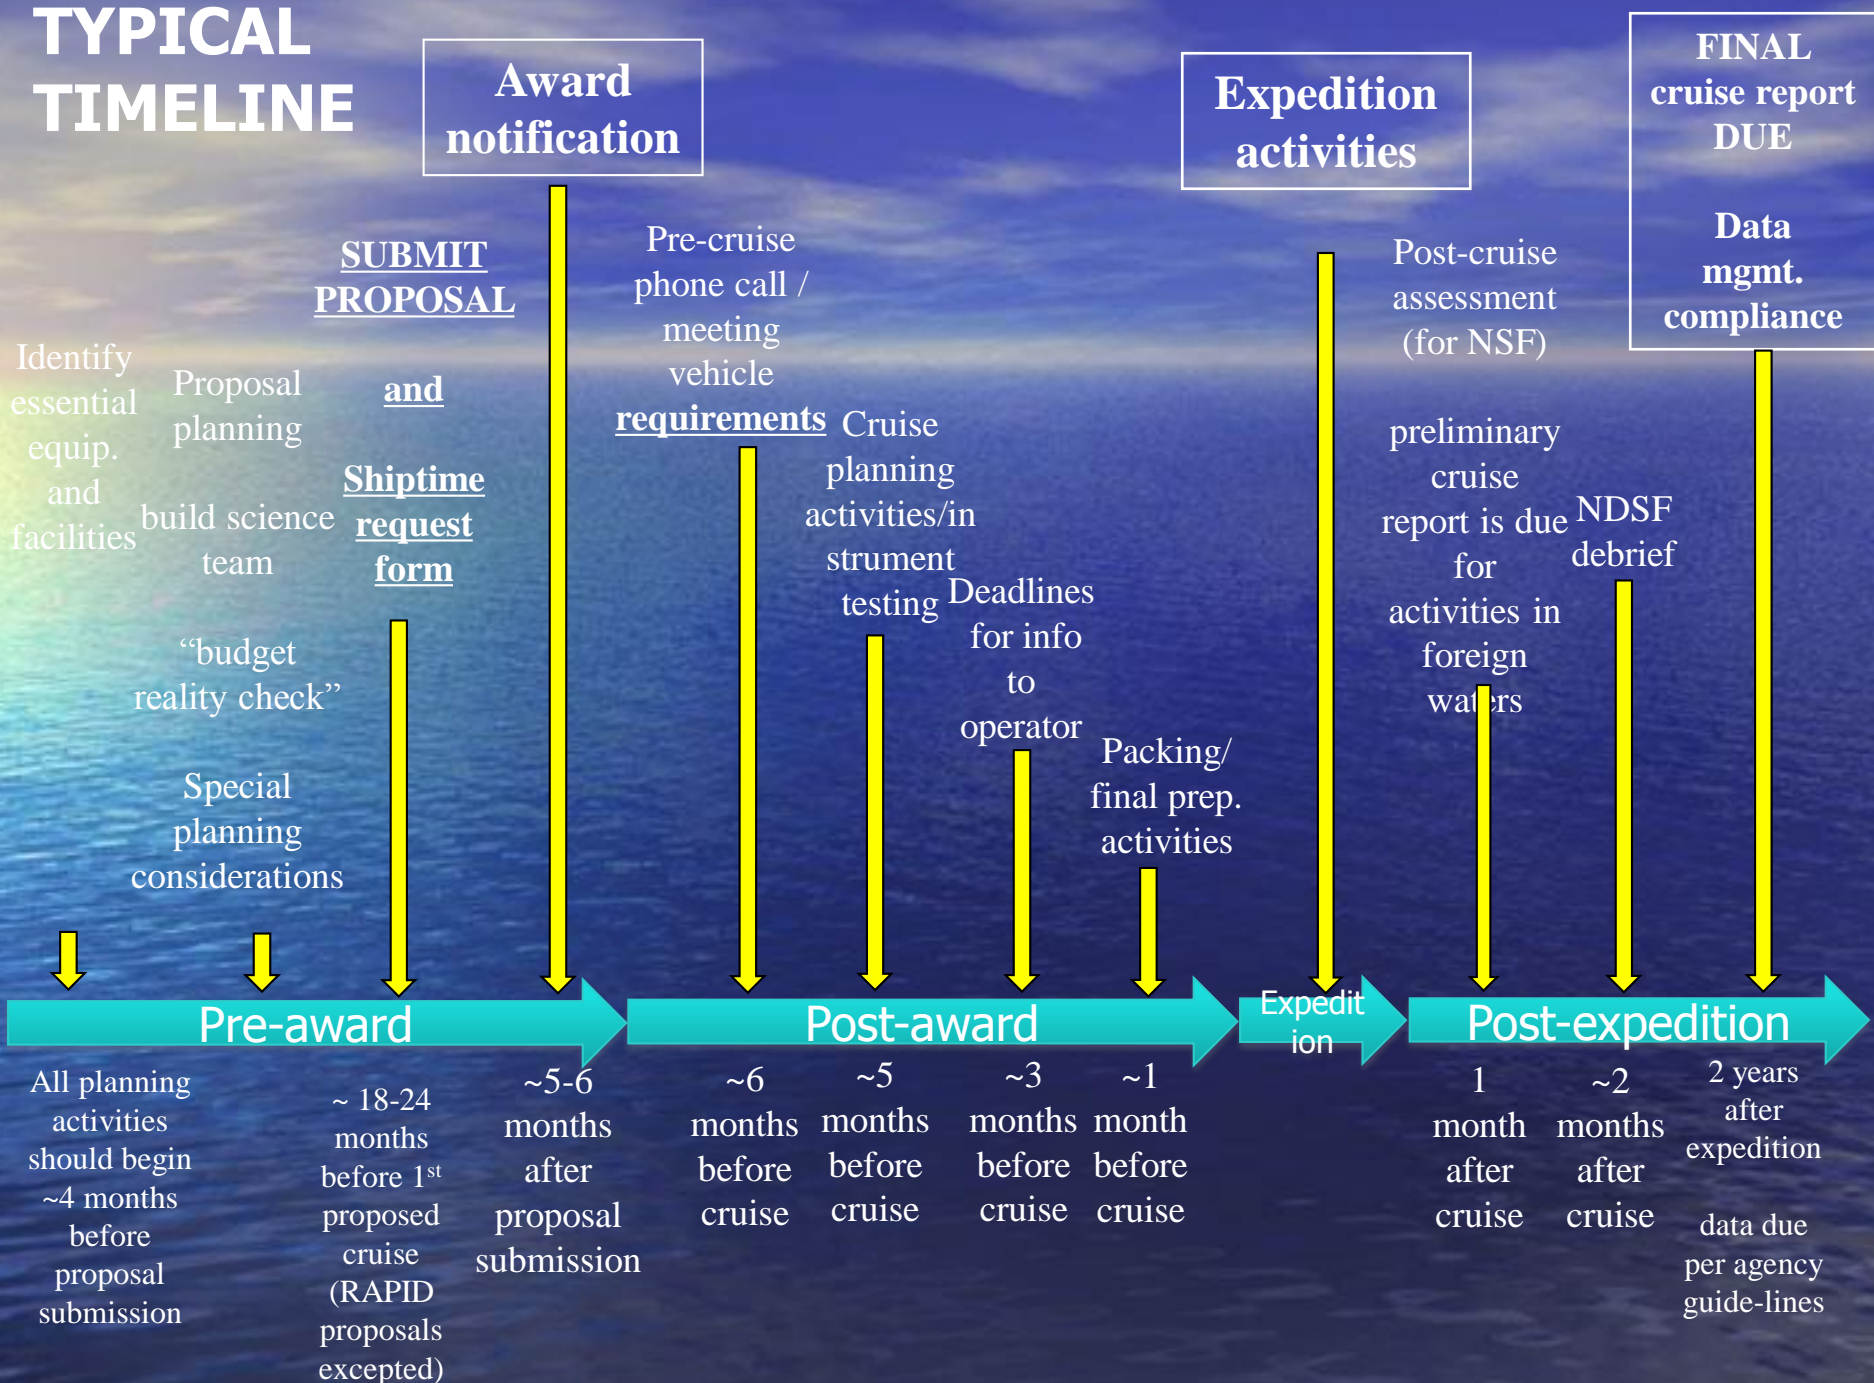 TYPICAL
TIMELINE
Award
notification
Expedition
activities
FINAL
cruise report
DUE
Data
mgmt.
compliance
Identify
essential
equip.
and
facilities
Proposal
planning
build science
team
“budget
reality check”
Special
planning
considerations
SUBMIT
PROPOSAL
and
Shiptime
request
form
Pre-cruise
phone call /
meeting
vehicle
requirements
Cruise
planning
activities/in
strument
testing
Deadlines
for info
to
operator
Packing/
final prep.
activities
Post-cruise
assessment
(for NSF)
preliminary
cruise
report is due
for
activities in
foreign
waters
NDSF
debrief
Pre-award
Post-award
Expedit
ion
Post-expedition
All planning
activities
should begin
~4 months
before
proposal
submission
~ 18-24
months
before 1st
proposed
cruise
(RAPID
proposals
excepted)
~5-6
months
after
proposal
submission
~6
months
before
cruise
~5
months
before
cruise
~3
months
before
cruise
~1
month
before
cruise
1
month
after
cruise
~2
months
after
cruise
2 years
after
expedition
data due
per agency
guide-lines